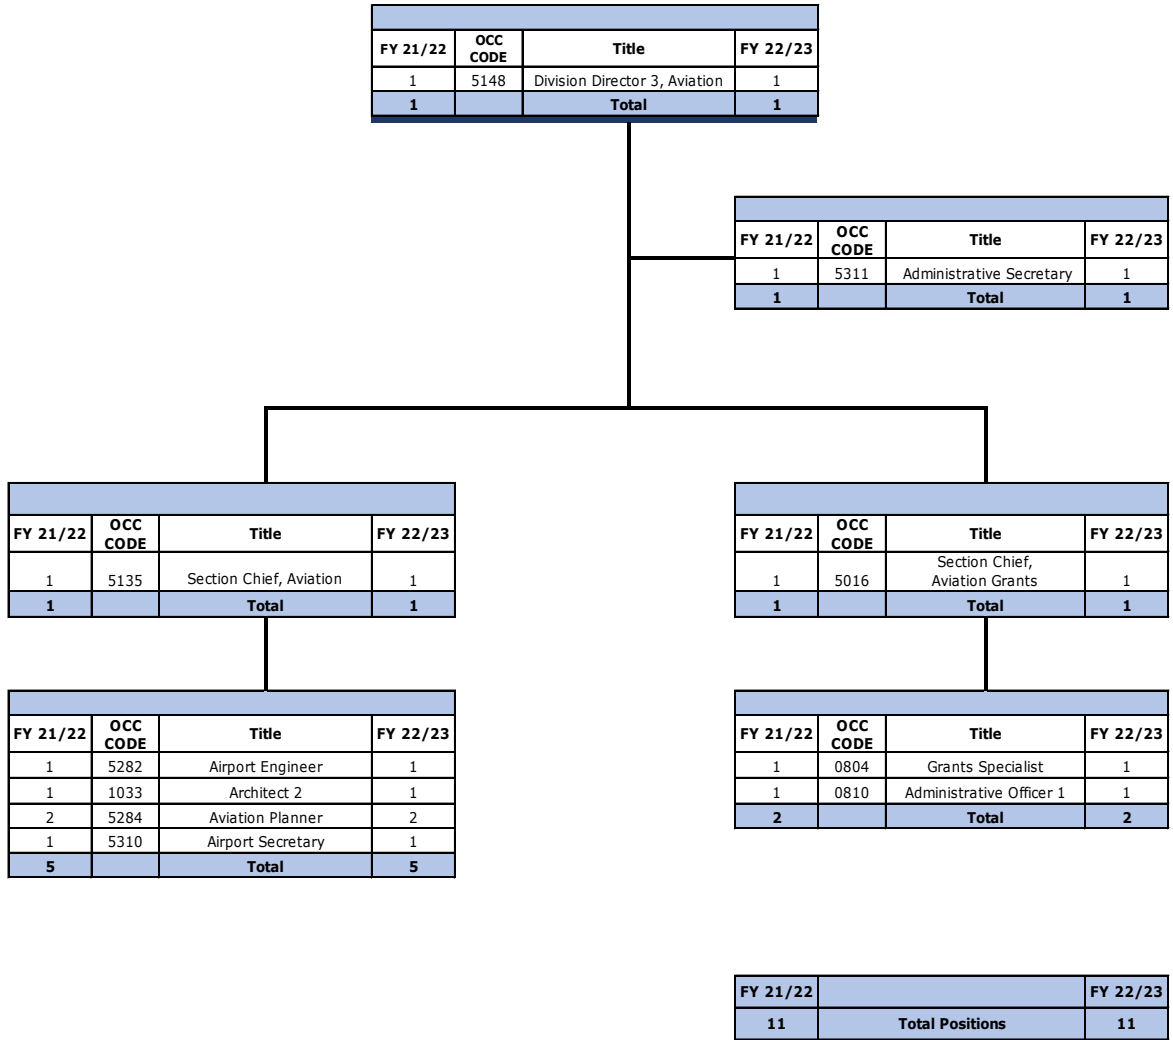 FY 21/22 OCC CODE Title FY 22/23
1 5148 Division Director 3, Aviation 1
1 Total 1
FY 21/22 OCC CODE Title FY 22/23
1 5311 Administrative Secretary 1
1 Total 1
FY 21/22 OCC CODE Title FY 22/23
1 5135 Section Chief, Aviation 1
1 Total 1
FY 21/22 OCC CODE Title FY 22/23
1 5016 Section Chief, Aviation Grants 1
1 Total 1
FY 21/22 OCC CODE Title FY 22/23
1 5282 Airport Engineer 1
1 1033 Architect 2 1
2 5284 Aviation Planner 2
1 5310 Airport Secretary 1
5 Total 5
FY 21/22 OCC CODE Title FY 22/23
1 0804 Grants Specialist 1
1 0810 Administrative Officer 1 1
2 Total 2
FY 21/22 FY 22/23
11 Total Positions 11